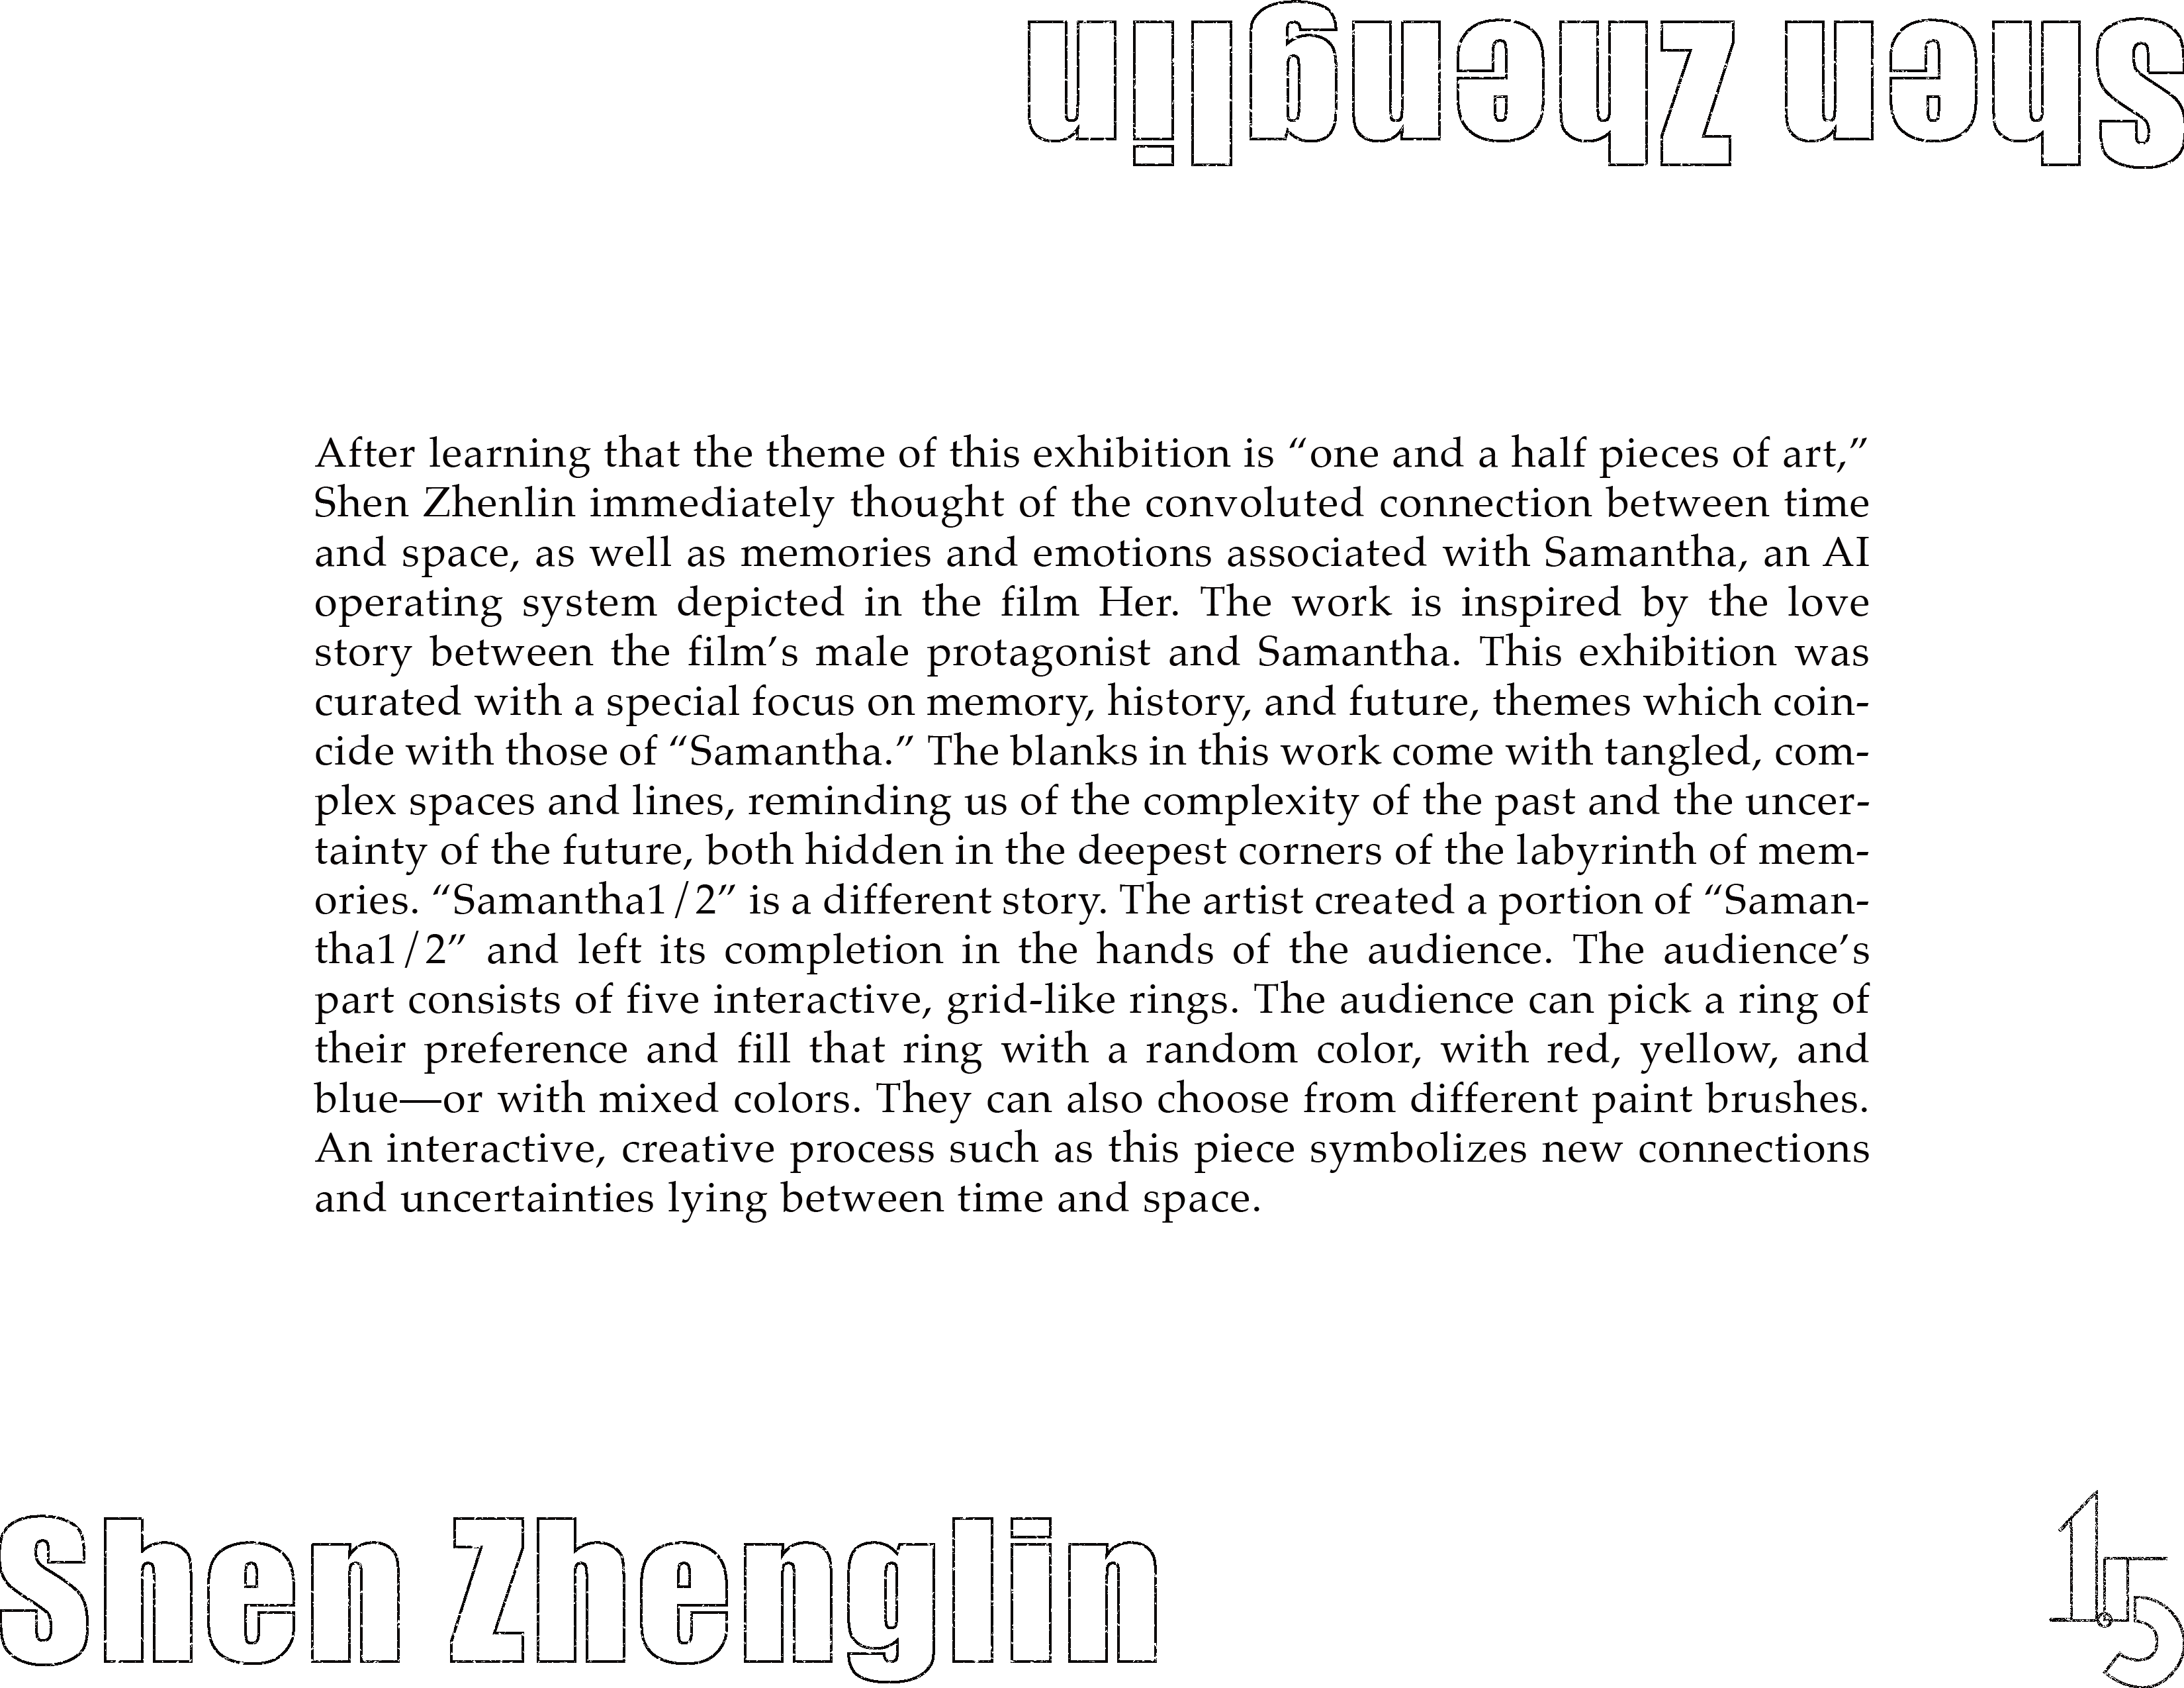 Shen Zhenglin
After learning that the theme of this exhibition is “one and a half pieces of art,”
Shen Zhenlin immediately thought of the convoluted connection between time
and space, as well as memories and emotions associated with Samantha, an AI
operating system depicted in the film Her. The work is inspired by the love
story between the film’s male protagonist and Samantha. This exhibition was
curated with a special focus on memory, history, and future, themes which coin-
cide with those of “Samantha.” The blanks in this work come with tangled, com-
plex spaces and lines, reminding us of the complexity of the past and the uncer-
tainty of the future, both hidden in the deepest corners of the labyrinth of mem-
ories. “Samantha1/2” is a different story. The artist created a portion of “Saman-
tha1/2” and left its completion in the hands of the audience. The audience’s
part consists of five interactive, grid-like rings. The audience can pick a ring of
their preference and fill that ring with a random color, with red, yellow, and
blue—or with mixed colors. They can also choose from different paint brushes.
An interactive, creative process such as this piece symbolizes new connections
and uncertainties lying between time and space.
Shen Zhenglin
1.5